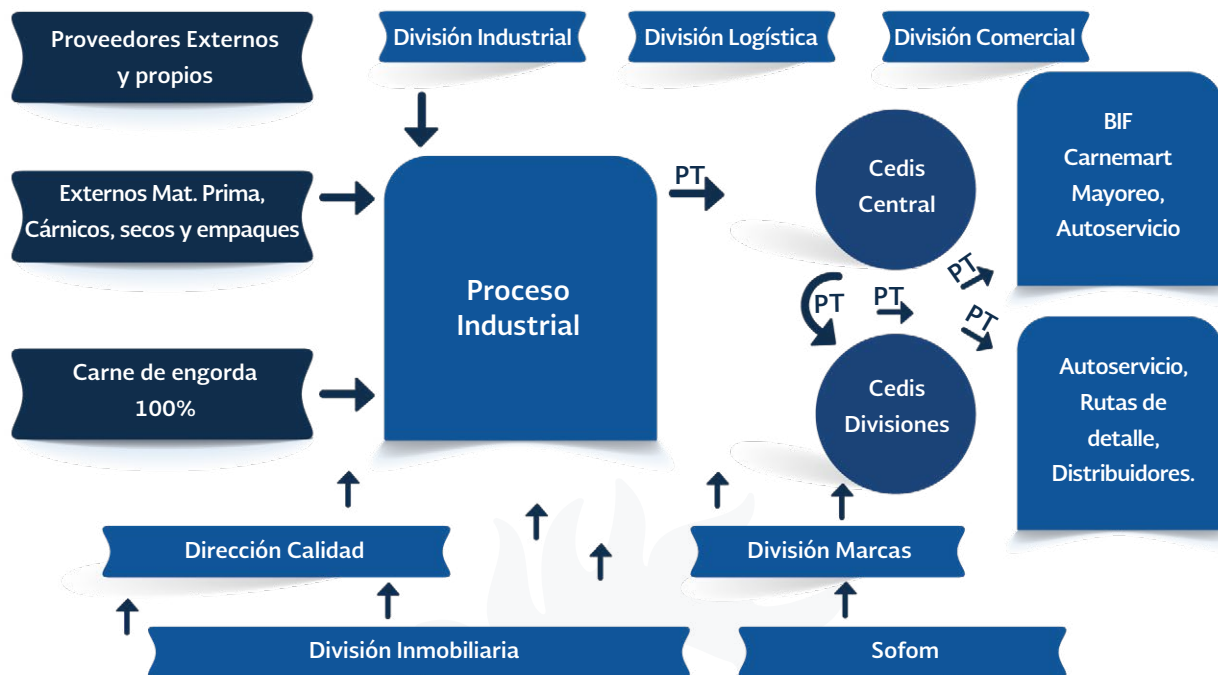 Proveedores Externos
y propios
División Industrial
División Logística
División Comercial
Externos Mat. Prima,
Cárnicos, secos y empaques
Carne de engorda
100%
Proceso
Industrial
PT
Cedis
Central
PT
PT
PT
PT
Cedis
Divisiones
BIF
Carnemart
Mayoreo,
Autoservicio
Autoservicio,
Rutas de
detalle,
Distribuidores.
Dirección Calidad
División Marcas
División Inmobiliaria
Sofom